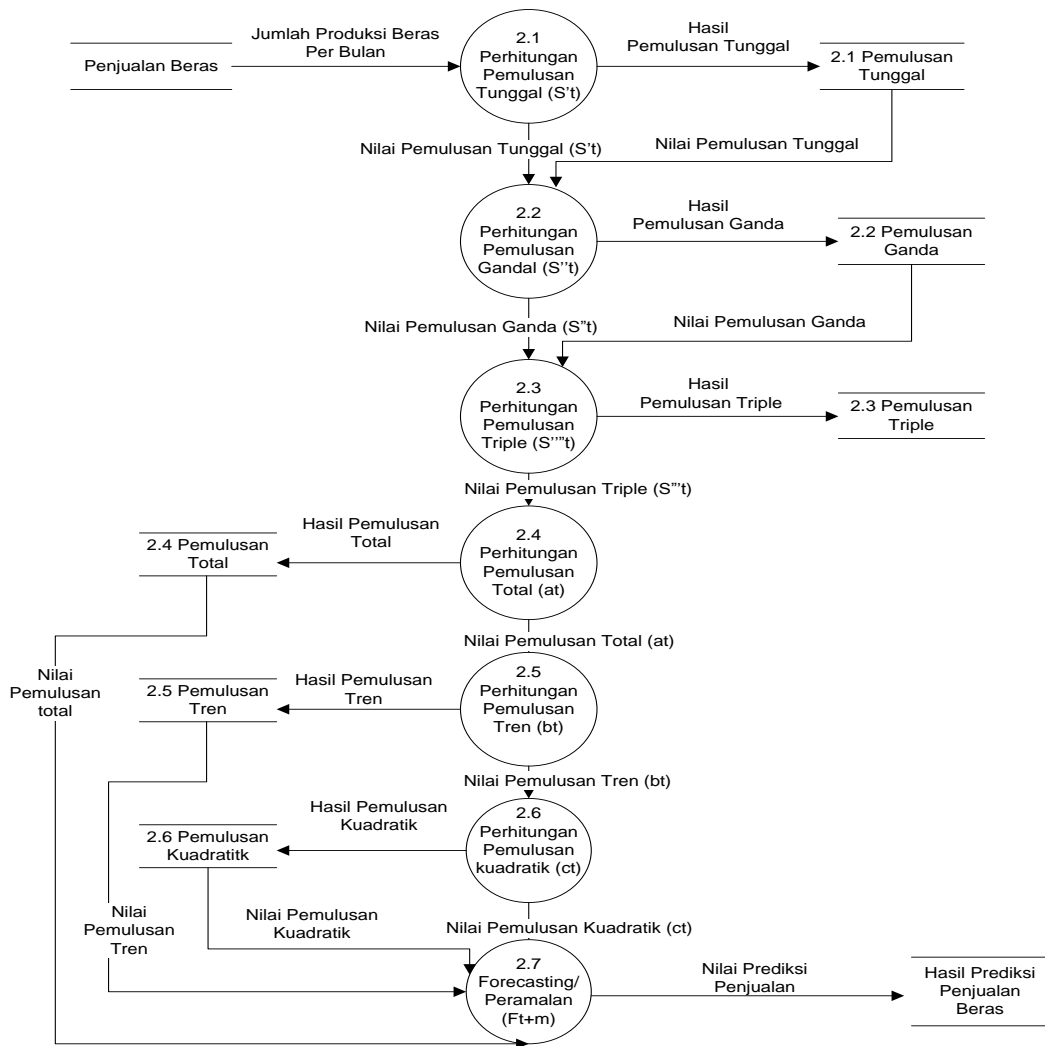 Penjualan Beras
Jumlah Produksi Beras
Per Bulan
2.1
Perhitungan
Pemulusan
Tunggal (S't)
Hasil
Pemulusan Tunggal
2.1 Pemulusan
Tunggal
Nilai Pemulusan Tunggal (S't)
Nilai Pemulusan Tunggal
2.2
Perhitungan
Pemulusan
Gandal (S''t)
Hasil
Pemulusan Ganda
2.2 Pemulusan
Ganda
Nilai Pemulusan Ganda (S"t)
Nilai Pemulusan Ganda
2.3
Perhitungan
Pemulusan
Triple (S''"t)
Hasil
Pemulusan Triple
2.3 Pemulusan
Triple
Nilai Pemulusan Triple (S"'t)
2.4
Perhitungan
Pemulusan
Total (at)
Hasil Pemulusan
Total
2.4 Pemulusan
Total
Nilai Pemulusan Total (at)
Nilai
Pemulusan
total
2.5
Perhitungan
Pemulusan
Tren (bt)
Hasil Pemulusan
Tren
2.5 Pemulusan
Tren
Nilai Pemulusan Tren (bt)
2.6
Perhitungan
Pemulusan
kuadratik (ct)
Hasil Pemulusan
Kuadratik
2.6 Pemulusan
Kuadratitk
Nilai
Pemulusan
Tren
Nilai Pemulusan
Kuadratik
Nilai Pemulusan Kuadratik (ct)
2.7
Forecasting/
Peramalan
(Ft+m)
Nilai Prediksi
Penjualan
Hasil Prediksi
Penjualan
Beras